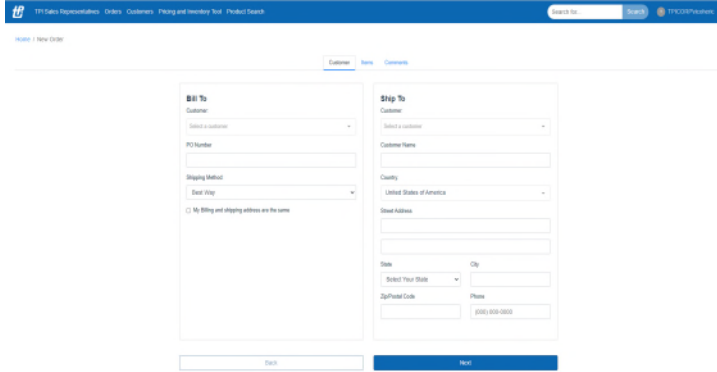 TPI Sales Representatives Orders Customers Pricing and Inventory Tool Product Search Search for... Search
Home / New Order
Customer Items Comments
Bill To
Customer
Select a customer
PO Number
Shipping Method
Best Way
My Billing and shipping address are the same
Ship To
Customer
Select a customer
Customer Name
Country
United States of America
Street Address
State City
Select Your State
Zip/Postal Code Phone
(000) 000-0000
Back Next